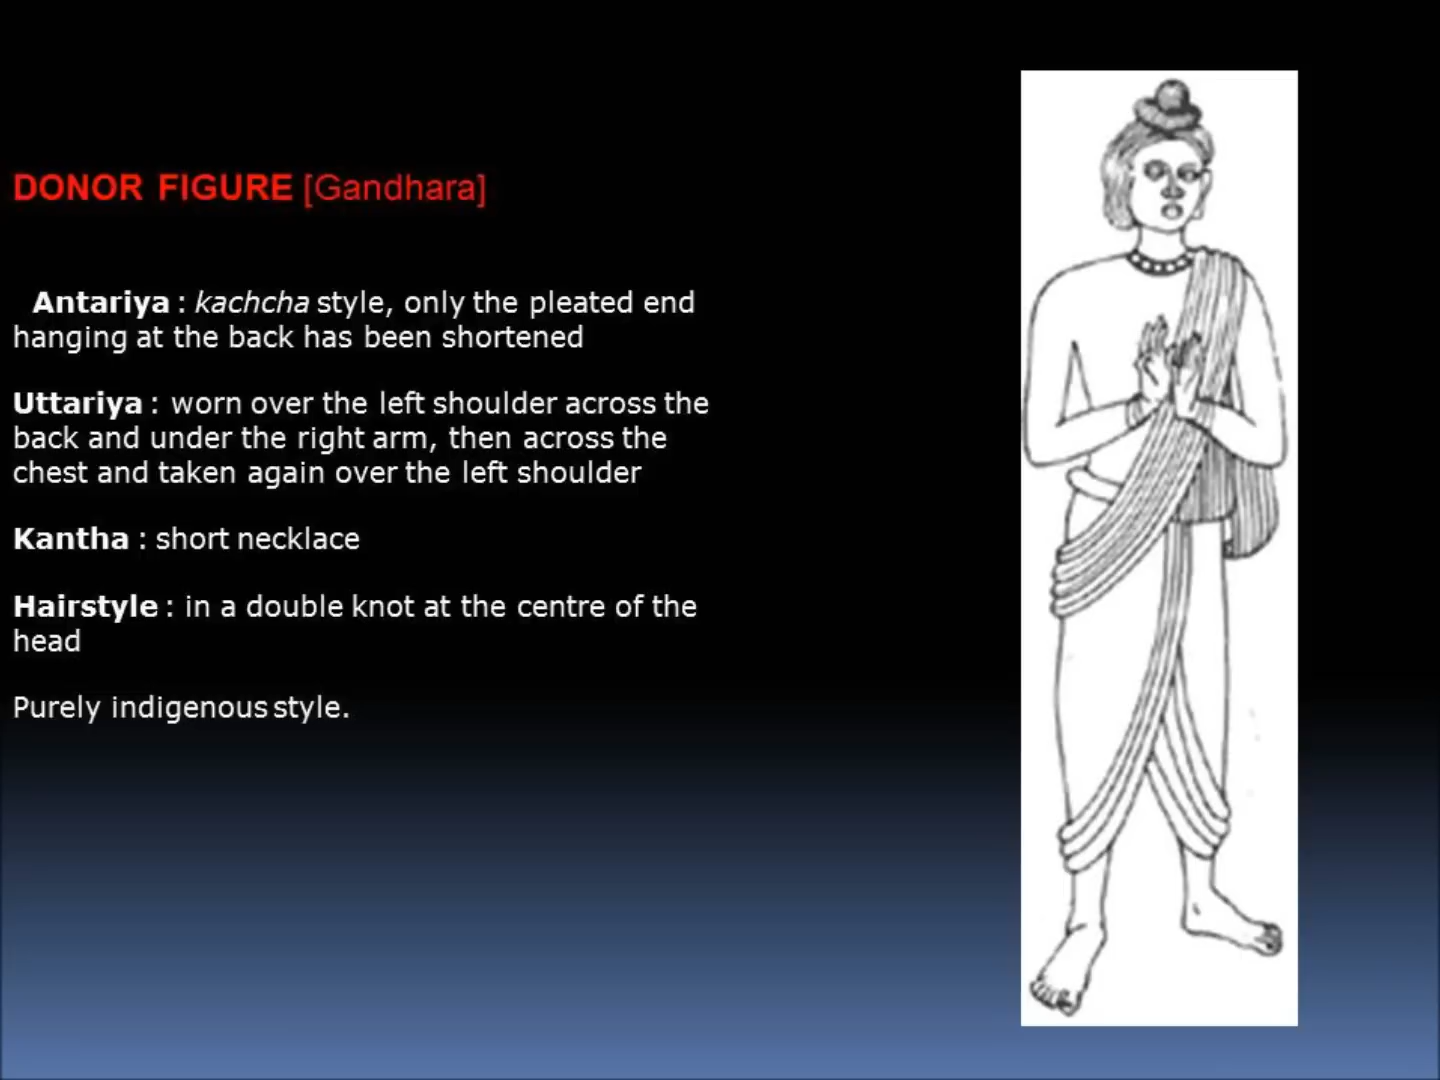 DONOR FIGURE [Gandhara]
Antariya : kachcha style, only the pleated end
hanging at the back has been shortened
Uttariya : worn over the left shoulder across the
back and under the right arm, then across the
chest and taken again over the left shoulder
Kantha : short necklace
Hairstyle : in a double knot at the centre of the
head
Purely indigenous style.